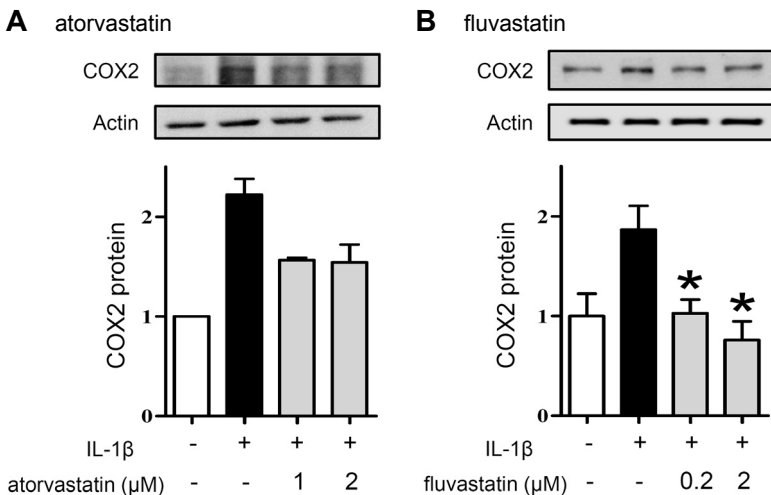 A atorvastatin
COX2
Actin
COX2 protein
2
1
0
IL-1β - + + +
atorvastatin (µM) - - 1 2
B fluvastatin
COX2
Actin
COX2 protein
2
1
0
* *
IL-1β - + + +
fluvastatin (µM) - - 0.2 2